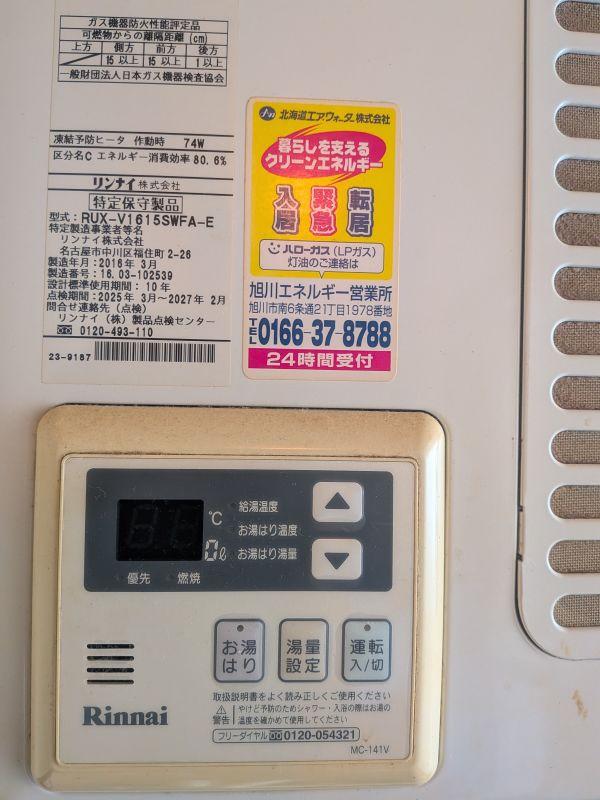 ガス機器防火性能評定品
可燃物からの離隔距離(cm)
上方 側方 前方 後方
15以上 15以上 1以上
一般財団法人日本ガス機器検査協会
凍結予防ヒータ 作動時 74W
区分名C エネルギー消費効率 80.6%
リンナイ株式会社
特定保守製品
型式: RUX-V1615SWFA-E
特定製造事業者等名
リンナイ株式会社
名古屋市中川区福住町2-26
製造年月: 2016年 3月
製造番号: 16.03-102539
設計標準使用期間: 10年
点検期間: 2025年 3月~2027年 2月
問合せ連絡先(点検)
リンナイ(株)製品点検センター
0120-493-110
23-9187
北海道エア・ウォーター株式会社
暮らしを支える
クリーンエネルギー
入居 緊急 転居
ハローガス(LPガス)
灯油のご連絡は
旭川エネルギー営業所
旭川市南6条通21丁目1978番地
TEL 0166-37-8788
24時間受付
給湯温度
℃ お湯はり温度
0ℓ お湯はり湯量
優先 燃焼
▲
▼
お湯はり
湯量設定
運転入/切
取扱説明書をよく読み正しくご使用ください
警告 やけど予防のためシャワー・入浴の際はお湯の
温度を確かめて使用してください
フリーダイヤル 0120-054321
Rinnai
MC-141V